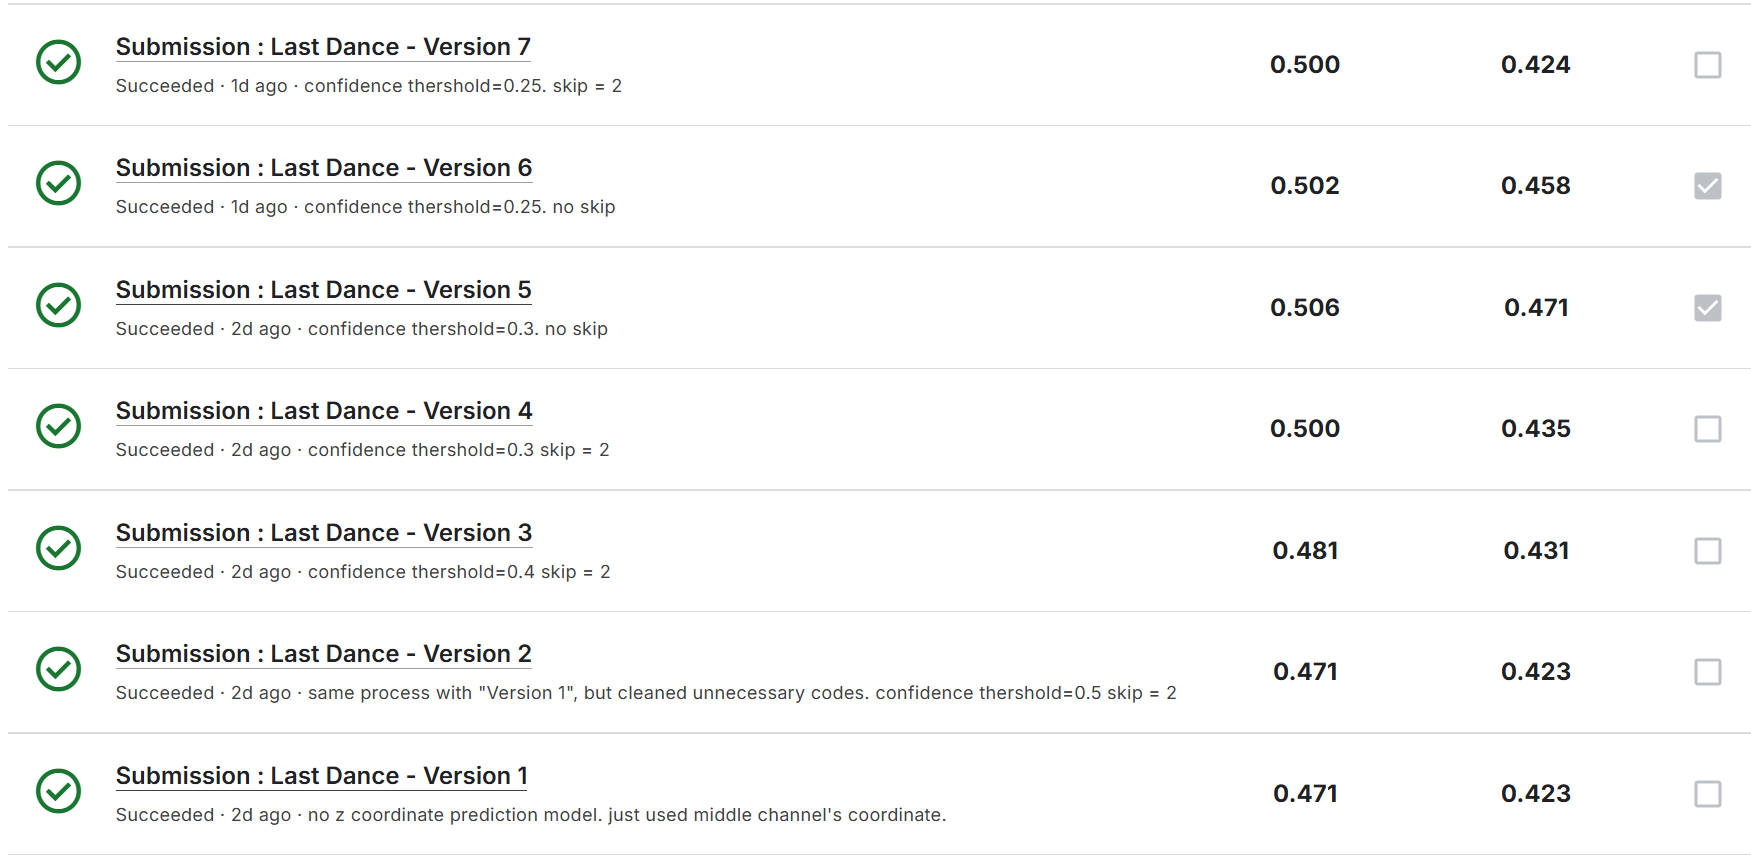 Submission : Last Dance - Version 7
0.500
0.424
Succeeded · 1d ago · confidence thershold=0.25. skip = 2
Submission : Last Dance - Version 6
0.502
0.458
Succeeded · 1d ago · confidence thershold=0.25. no skip
Submission : Last Dance - Version 5
0.506
0.471
Succeeded · 2d ago · confidence thershold=0.3. no skip
Submission : Last Dance - Version 4
0.500
0.435
Succeeded · 2d ago · confidence thershold=0.3 skip = 2
Submission : Last Dance - Version 3
0.481
0.431
Succeeded · 2d ago · confidence thershold=0.4 skip = 2
Submission : Last Dance - Version 2
0.471
0.423
Succeeded · 2d ago · same process with "Version 1", but cleaned unnecessary codes. confidence thershold=0.5 skip = 2
Submission : Last Dance - Version 1
0.471
0.423
Succeeded · 2d ago · no z coordinate prediction model. just used middle channel's coordinate.